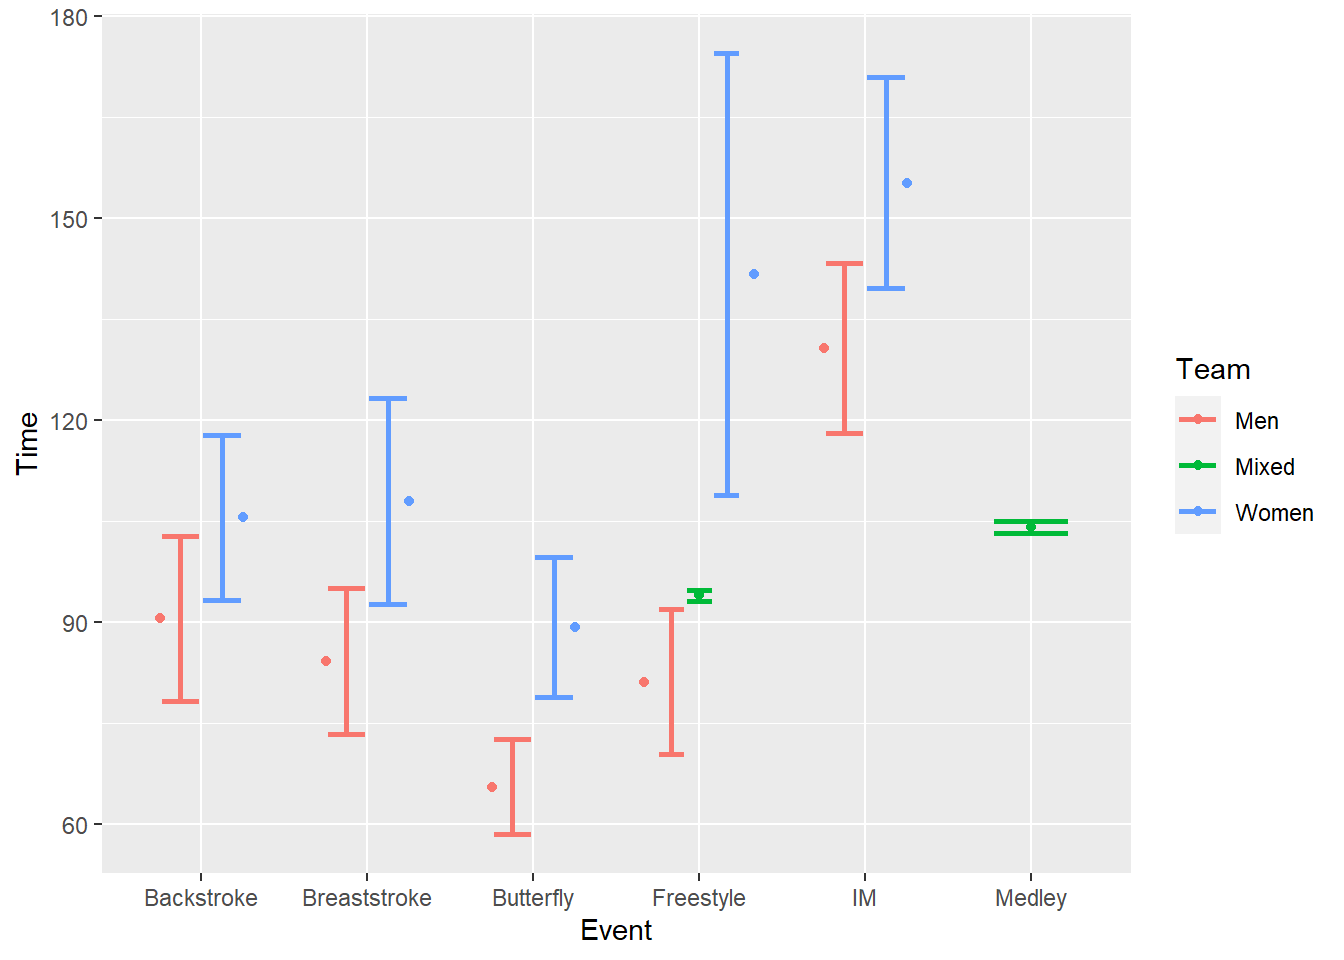 180
150
120
90
60
Time
Backstroke
Breaststroke
Butterfly
Freestyle
IM
Medley
Event
Team
Men
Mixed
Women